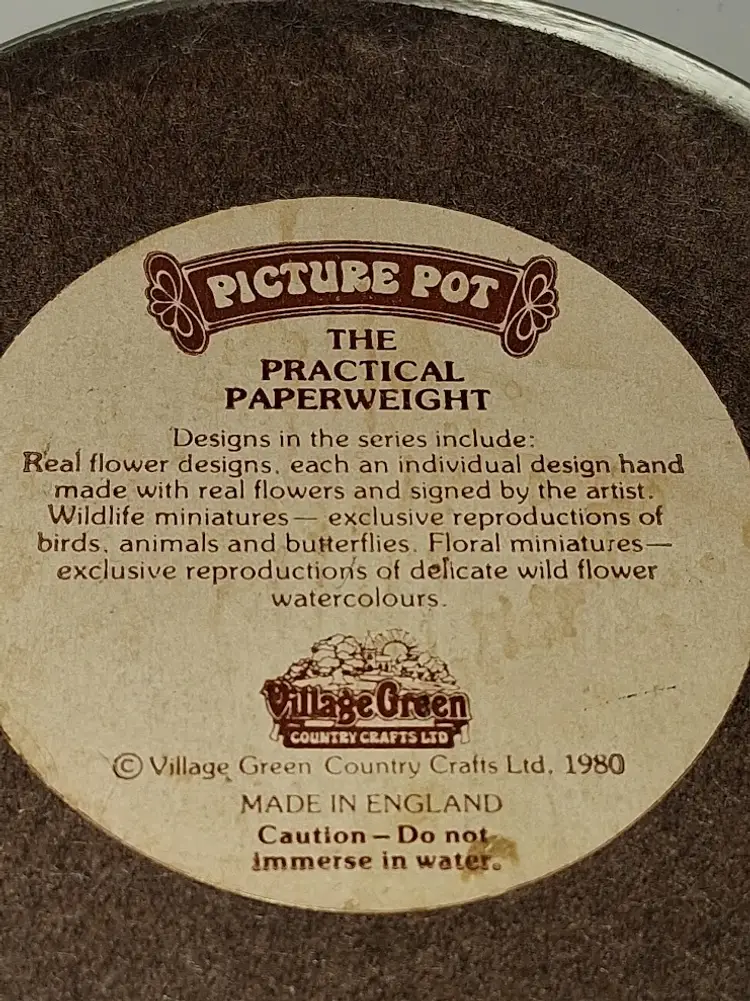 PICTURE POT
THE
PRACTICAL
PAPERWEIGHT
Designs in the series include:
Real flower designs, each an individual design hand
made with real flowers and signed by the artist.
Wildlife miniatures— exclusive reproductions of
birds, animals and butterflies. Floral miniatures—
exclusive reproductions of delicate wild flower
watercolours.
Village Green
COUNTRY CRAFTS LTD
© Village Green Country Crafts Ltd, 1980
MADE IN ENGLAND
Caution – Do not
immerse in water.